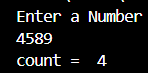 Enter a Number
4589
count =  4